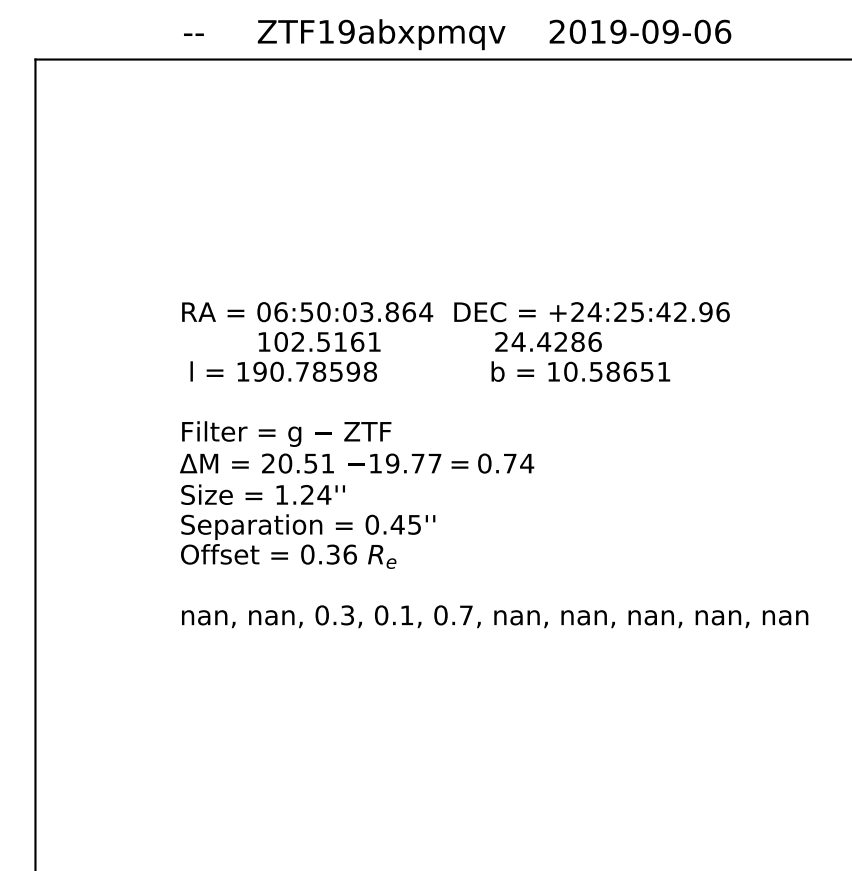 -- ZTF19abxpmqv 2019-09-06
RA = 06:50:03.864 DEC = +24:25:42.96
102.5161 24.4286
l = 190.78598 b = 10.58651
Filter = g − ZTF
ΔM = 20.51 −19.77 = 0.74
Size = 1.24''
Separation = 0.45''
Offset = 0.36 Rₑ
nan, nan, 0.3, 0.1, 0.7, nan, nan, nan, nan, nan